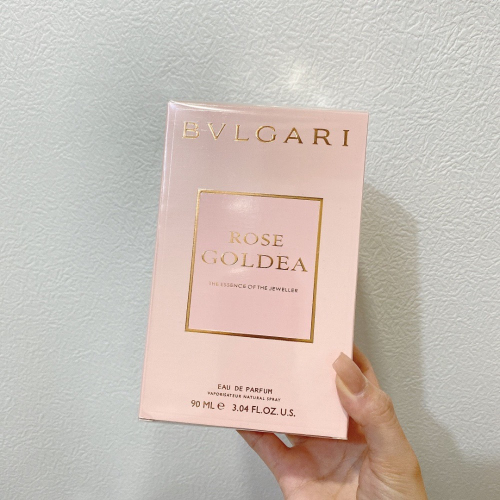 BVLGARI
ROSE
GOLDEA
THE ESSENCE OF THE JEWELLER
EAU DE PARFUM
VAPORISATEUR NATURAL SPRAY
90 ML ℮ 3.04 FL.OZ. U.S.